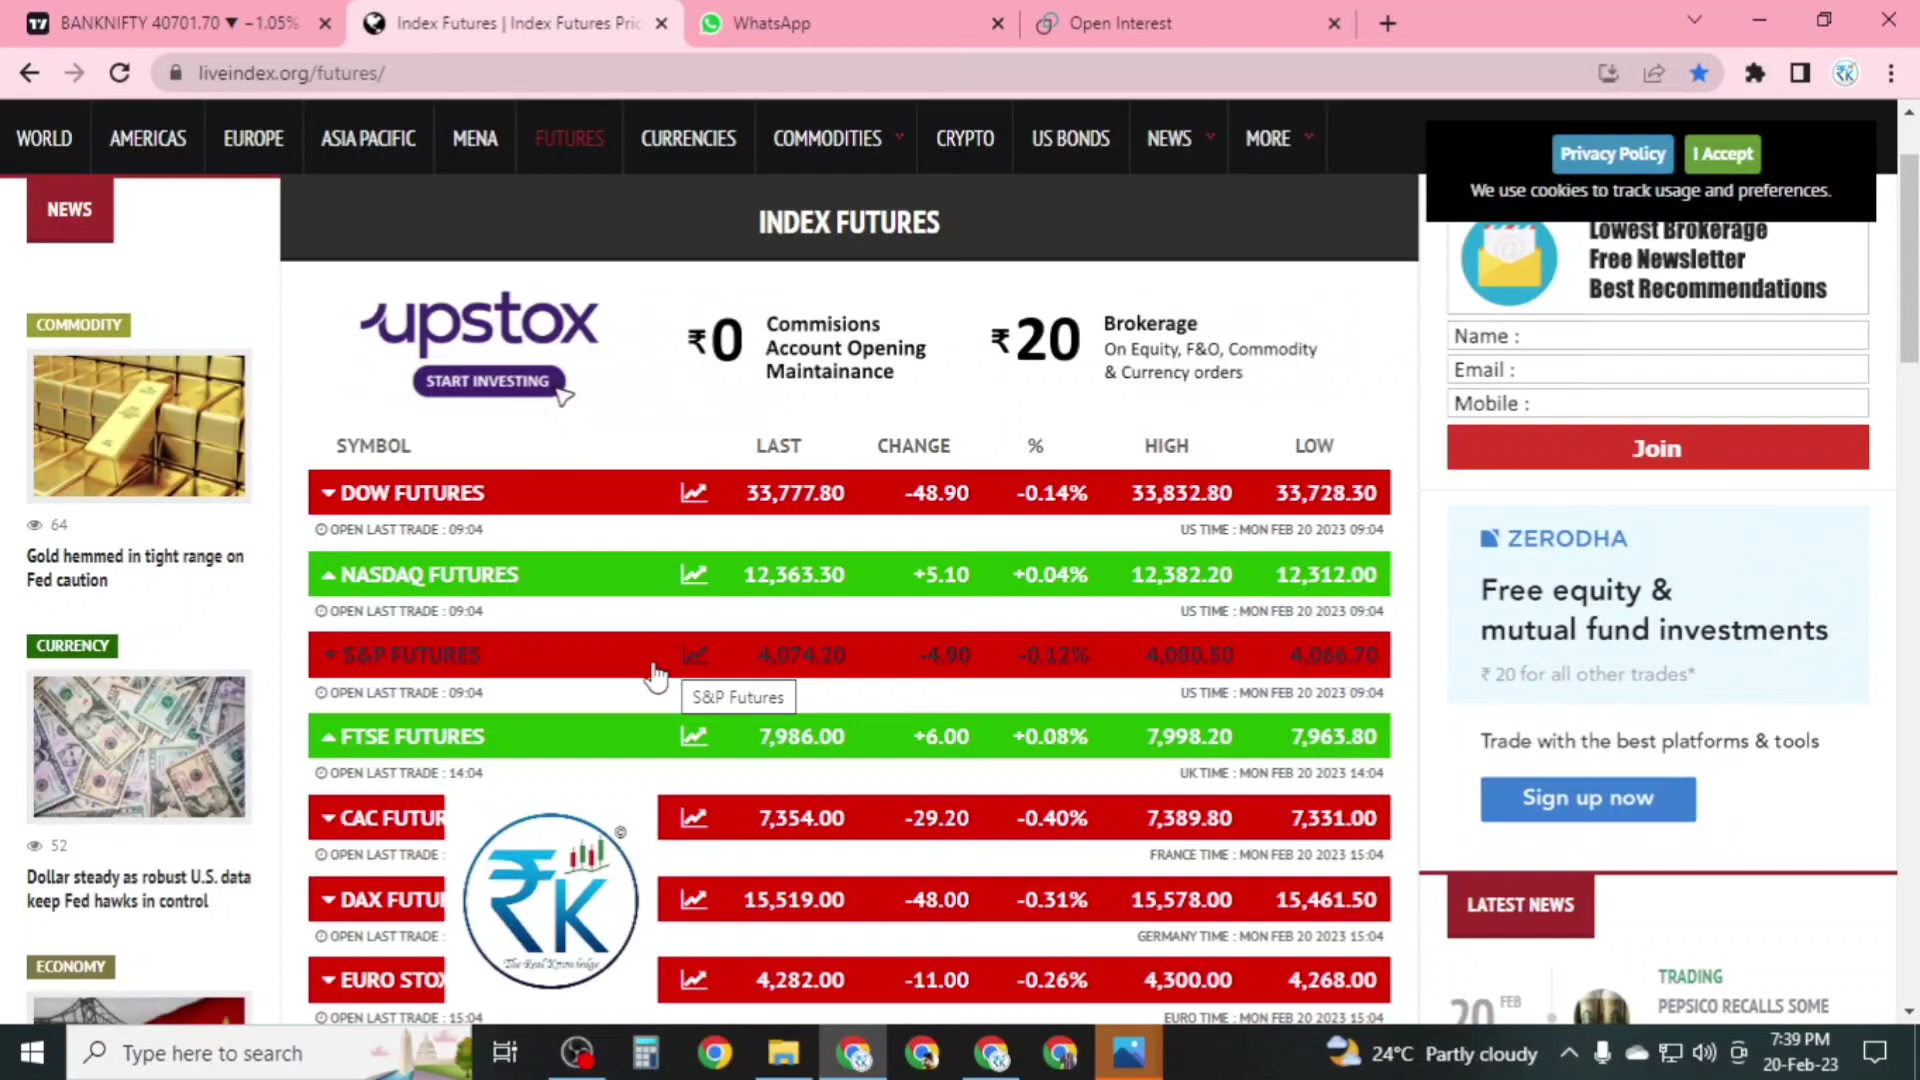 BANKNIFTY 40701.70 ▼ −1.05%
Index Futures | Index Futures Pric
WhatsApp
Open Interest
liveindex.org/futures/
WORLD
AMERICAS
EUROPE
ASIA PACIFIC
MENA
FUTURES
CURRENCIES
COMMODITIES
CRYPTO
US BONDS
NEWS
MORE
Privacy Policy
I Accept
We use cookies to track usage and preferences.
NEWS
INDEX FUTURES
Lowest Brokerage
Free Newsletter
Best Recommendations
Name :
Email :
Mobile :
Join
upstox
START INVESTING
₹0
Commisions
Account Opening
Maintainance
₹20
Brokerage
On Equity, F&O, Commodity
& Currency orders
COMMODITY
64
Gold hemmed in tight range on
Fed caution
CURRENCY
52
Dollar steady as robust U.S. data
keep Fed hawks in control
ECONOMY
SYMBOL LAST CHANGE % HIGH LOW
DOW FUTURES 33,777.80 -48.90 -0.14% 33,832.80 33,728.30
OPEN LAST TRADE : 09:04 US TIME : MON FEB 20 2023 09:04
NASDAQ FUTURES 12,363.30 +5.10 +0.04% 12,382.20 12,312.00
OPEN LAST TRADE : 09:04 US TIME : MON FEB 20 2023 09:04
S&P FUTURES 4,074.20 -4.90 -0.12% 4,080.50 4,066.70
OPEN LAST TRADE : 09:04 US TIME : MON FEB 20 2023 09:04
S&P Futures
FTSE FUTURES 7,986.00 +6.00 +0.08% 7,998.20 7,963.80
OPEN LAST TRADE : 14:04 UK TIME : MON FEB 20 2023 14:04
CAC FUTUR 7,354.00 -29.20 -0.40% 7,389.80 7,331.00
OPEN LAST TRADE : FRANCE TIME : MON FEB 20 2023 15:04
DAX FUTU 15,519.00 -48.00 -0.31% 15,578.00 15,461.50
OPEN LAST TRADE : GERMANY TIME : MON FEB 20 2023 15:04
EURO STOX 4,282.00 -11.00 -0.26% 4,300.00 4,268.00
OPEN LAST TRADE : 15:04 EURO TIME : MON FEB 20 2023 15:04
₹K ©
The Real Knowledge
ZERODHA
Free equity &
mutual fund investments
₹ 20 for all other trades*
Trade with the best platforms & tools
Sign up now
LATEST NEWS
20 FEB
TRADING
PEPSICO RECALLS SOME
Type here to search
24°C Partly cloudy
7:39 PM
20-Feb-23